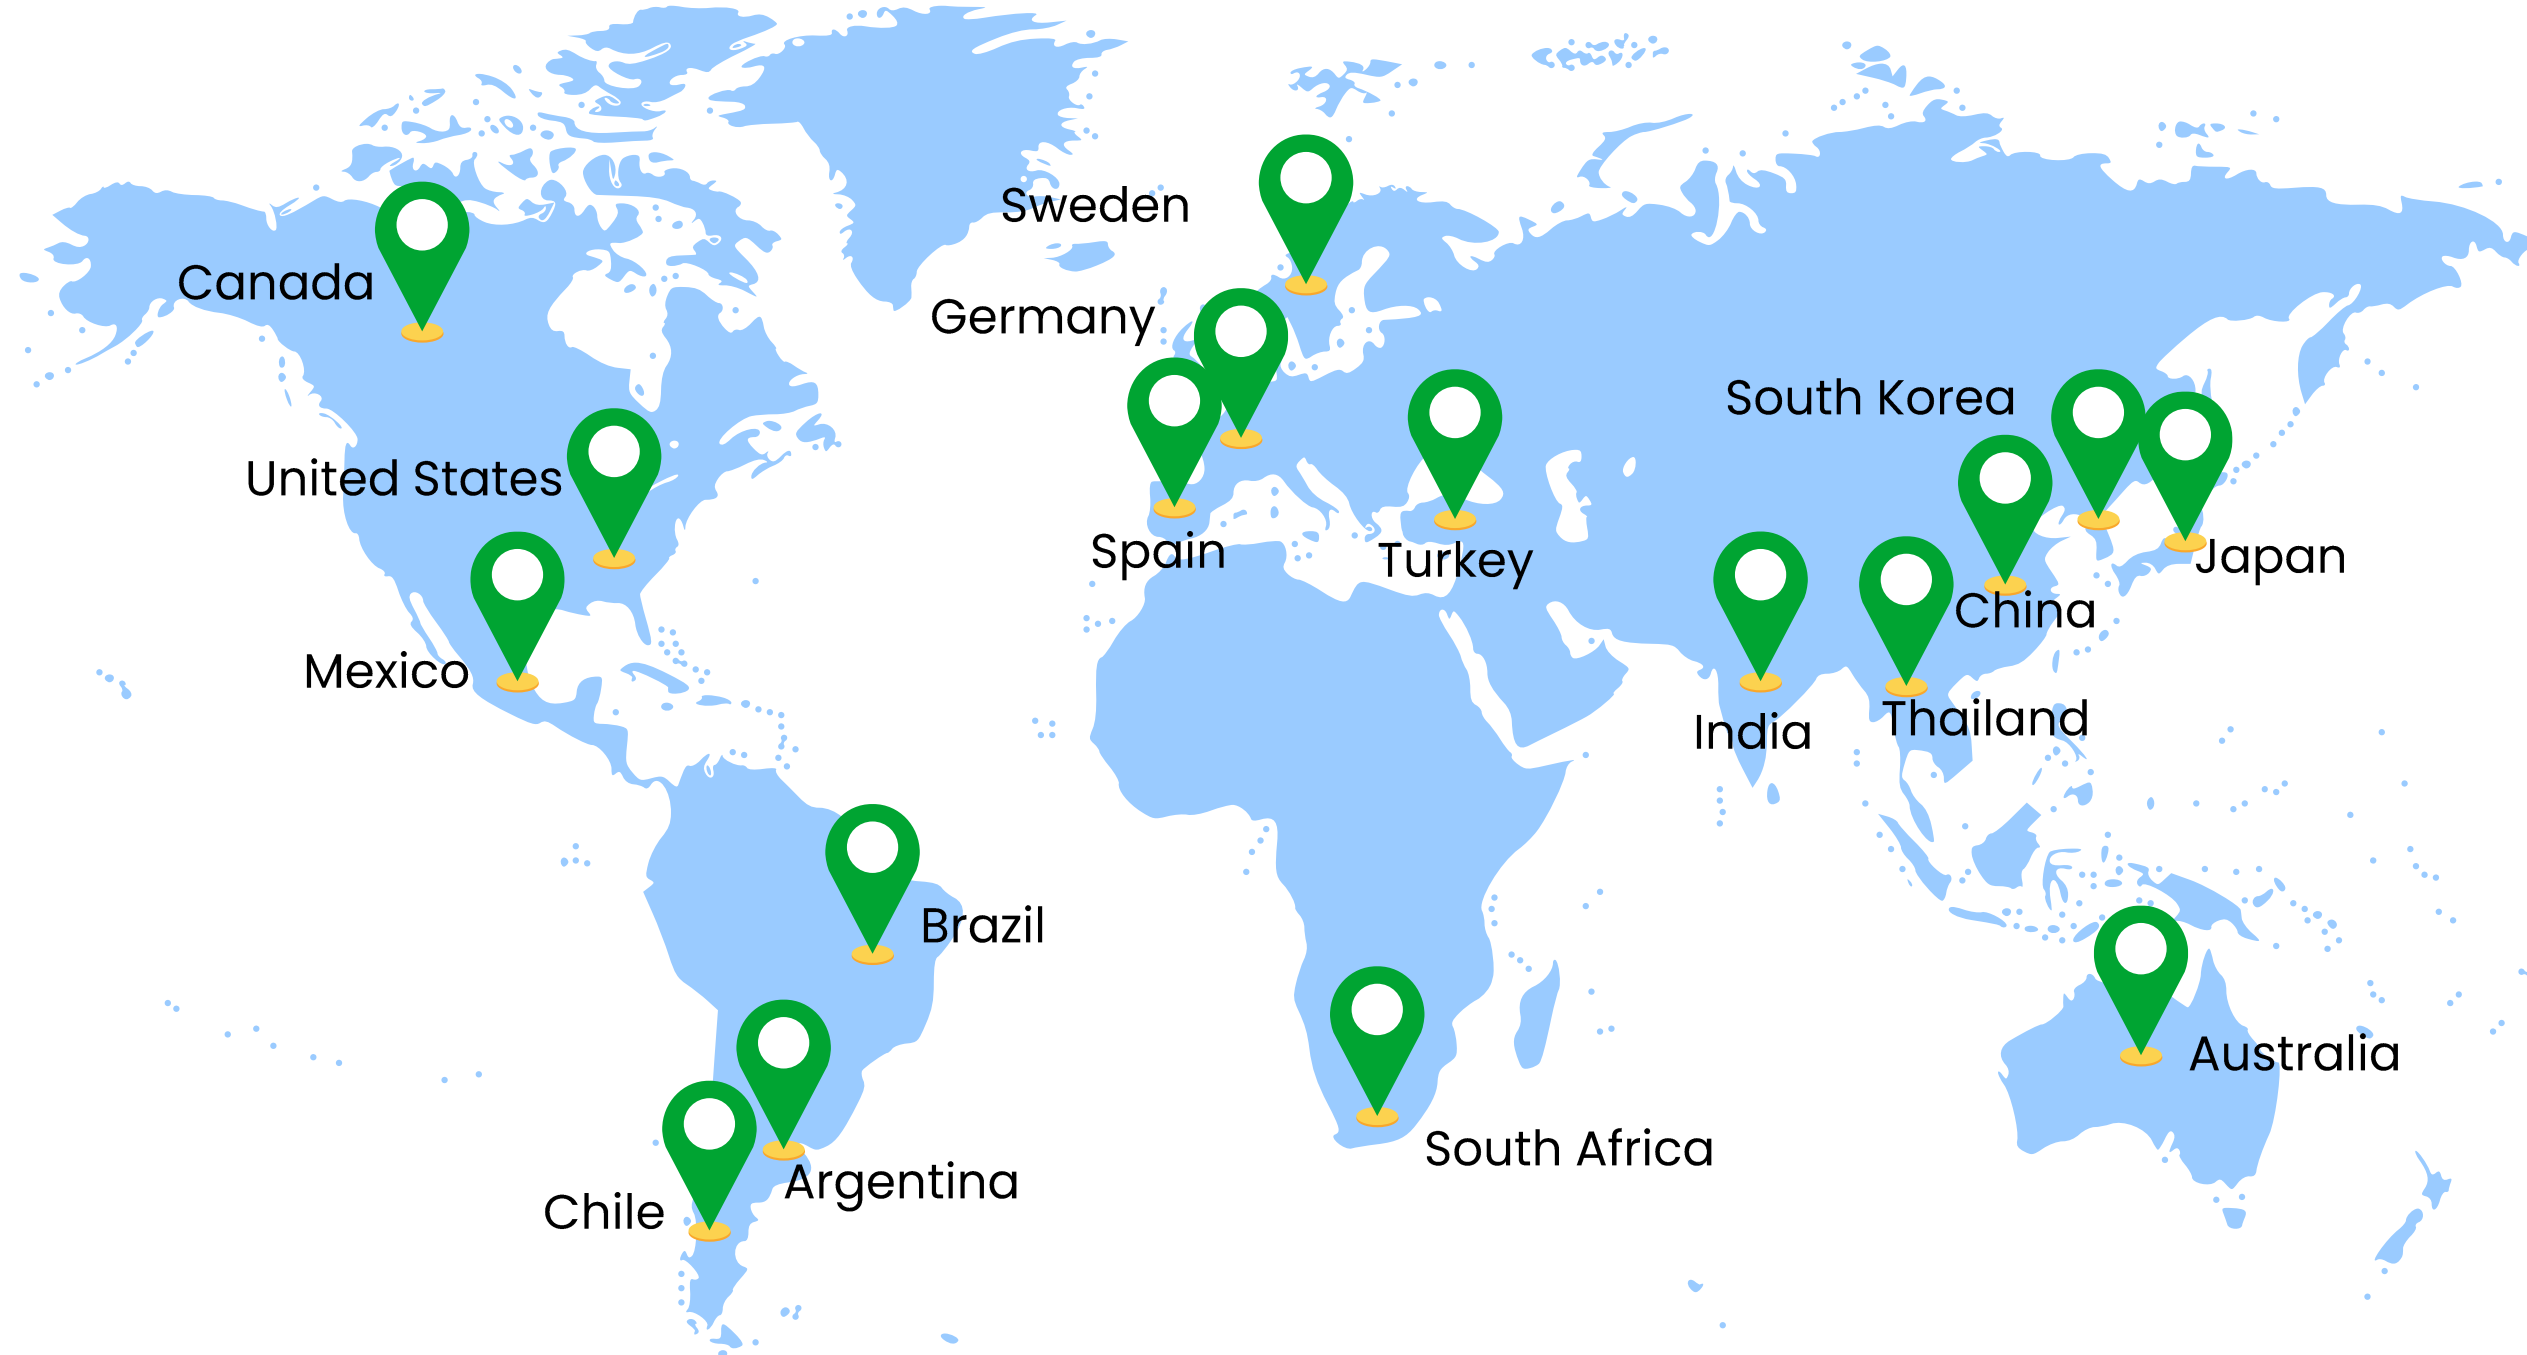 Sweden
Canada
Germany
South Korea
United States
Spain
Turkey
Japan
China
Mexico
India
Thailand
Brazil
Australia
South Africa
Argentina
Chile